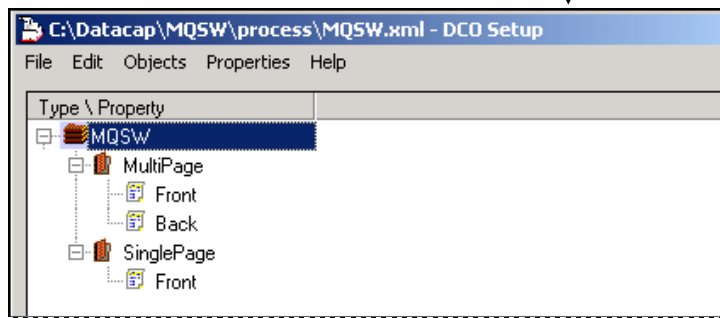 C:\Datacap\MQSW\process\MQSW.xml - DCO Setup
File Edit Objects Properties Help
Type \ Property
MQSW
MultiPage
Front
Back
SinglePage
Front